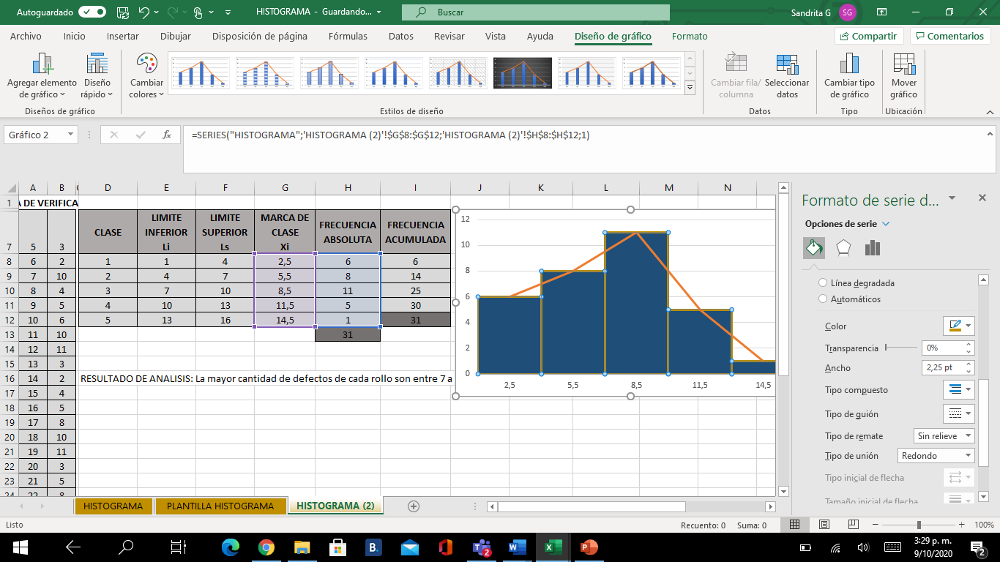 Autoguardado
HISTOGRAMA - Guardando...
Buscar
Sandrita G
SG
Archivo Inicio Insertar Dibujar Disposición de página Fórmulas Datos Revisar Vista Ayuda Diseño de gráfico Formato
Compartir
Comentarios
Agregar elemento de gráfico
Diseño rápido
Cambiar colores
Cambiar fila/columna
Seleccionar datos
Cambiar tipo de gráfico
Mover gráfico
Diseños de gráfico
Estilos de diseño
Datos
Tipo
Ubicación
Gráfico 2
fx
=SERIES("HISTOGRAMA";'HISTOGRAMA (2)'!$G$8:$G$12;'HISTOGRAMA (2)'!$H$8:$H$12;1)
A B D E F G H I J K L M N
1 A DE VERIFICA
CLASE
LIMITE INFERIOR Li
LIMITE SUPERIOR Ls
MARCA DE CLASE Xi
FRECUENCIA ABSOLUTA
FRECUENCIA ACUMULADA
7 5 3
8 6 2 1 1 4 2,5 6 6
9 7 10 2 4 7 5,5 8 14
10 8 4 3 7 10 8,5 11 25
11 9 5 4 10 13 11,5 5 30
12 10 6 5 13 16 14,5 1 31
13 11 10 31
14 12 11
15 13 3
16 14 2 RESULTADO DE ANALISIS: La mayor cantidad de defectos de cada rollo son entre 7 a
17 15 4
18 16 5
19 17 8
20 18 10
21 19 11
22 20 3
23 21 5
24 22 8
12
10
8
6
4
2
0
2,5 5,5 8,5 11,5 14,5
Formato de serie d...
Opciones de serie
Línea degradada
Automáticos
Color
Transparencia 0%
Ancho 2,25 pt
Tipo compuesto
Tipo de guión
Tipo de remate Sin relieve
Tipo de unión Redondo
Tipo inicial de flecha
Tamaño inicial de flecha
HISTOGRAMA
PLANTILLA HISTOGRAMA
HISTOGRAMA (2)
Listo
Recuento: 0 Suma: 0
100%
B.
2
W
X
P
3:29 p. m.
9/10/2020
2